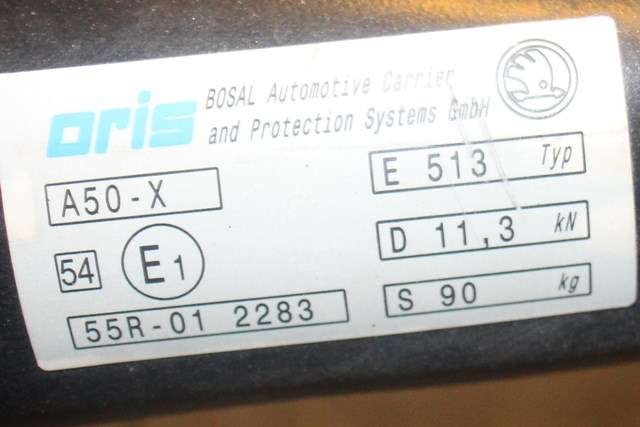 oris BOSAL Automotive Carrier
and Protection Systems GmbH
A50-X
E 513 Typ
54 E1
D 11,3 kN
55R-01 2283
S 90 kg